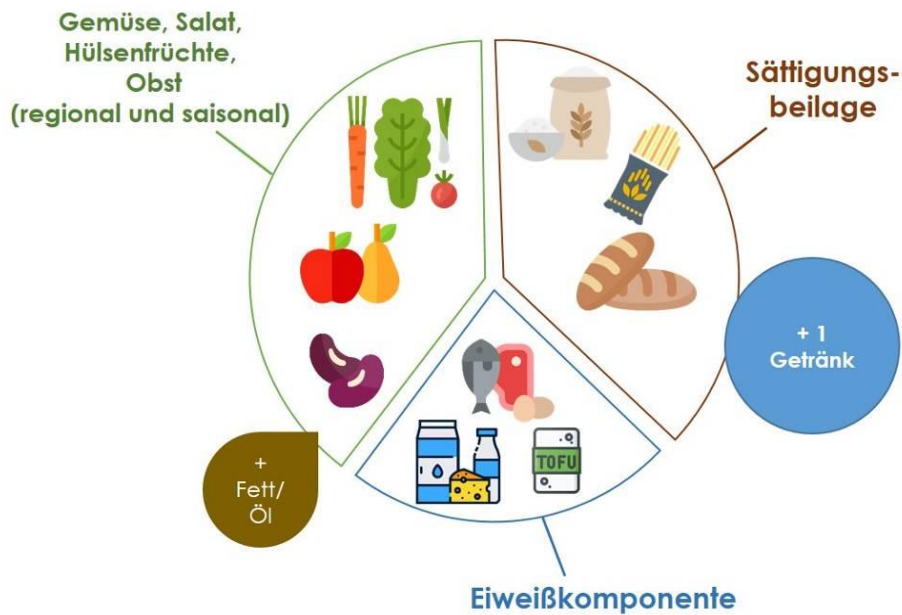 Gemüse, Salat,
Hülsenfrüchte,
Obst
(regional und saisonal)
Sättigungs-
beilage
+ 1
Getränk
+
Fett/
Öl
TOFU
Eiweißkomponente